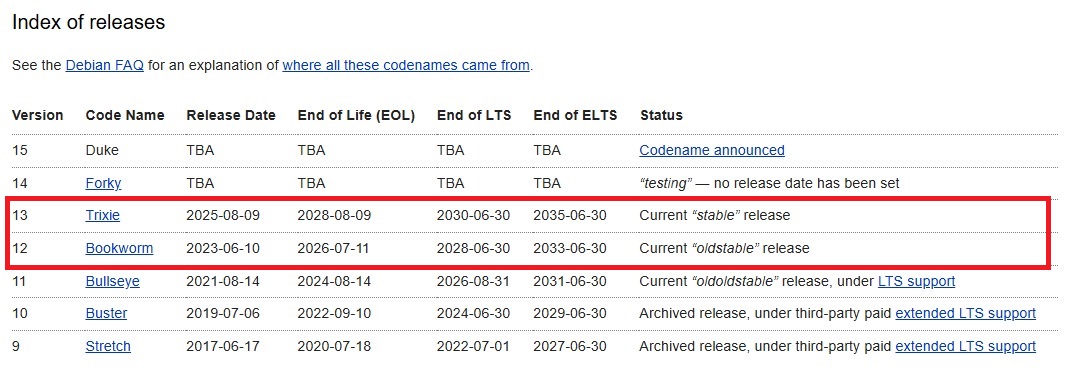 Index of releases
See the Debian FAQ for an explanation of where all these codenames came from.
Version Code Name Release Date End of Life (EOL) End of LTS End of ELTS Status
15 Duke TBA TBA TBA TBA Codename announced
14 Forky TBA TBA TBA TBA “testing” — no release date has been set
13 Trixie 2025-08-09 2028-08-09 2030-06-30 2035-06-30 Current “stable” release
12 Bookworm 2023-06-10 2026-07-11 2028-06-30 2033-06-30 Current “oldstable” release
11 Bullseye 2021-08-14 2024-08-14 2026-08-31 2031-06-30 Current “oldoldstable” release, under LTS support
10 Buster 2019-07-06 2022-09-10 2024-06-30 2029-06-30 Archived release, under third-party paid extended LTS support
9 Stretch 2017-06-17 2020-07-18 2022-07-01 2027-06-30 Archived release, under third-party paid extended LTS support